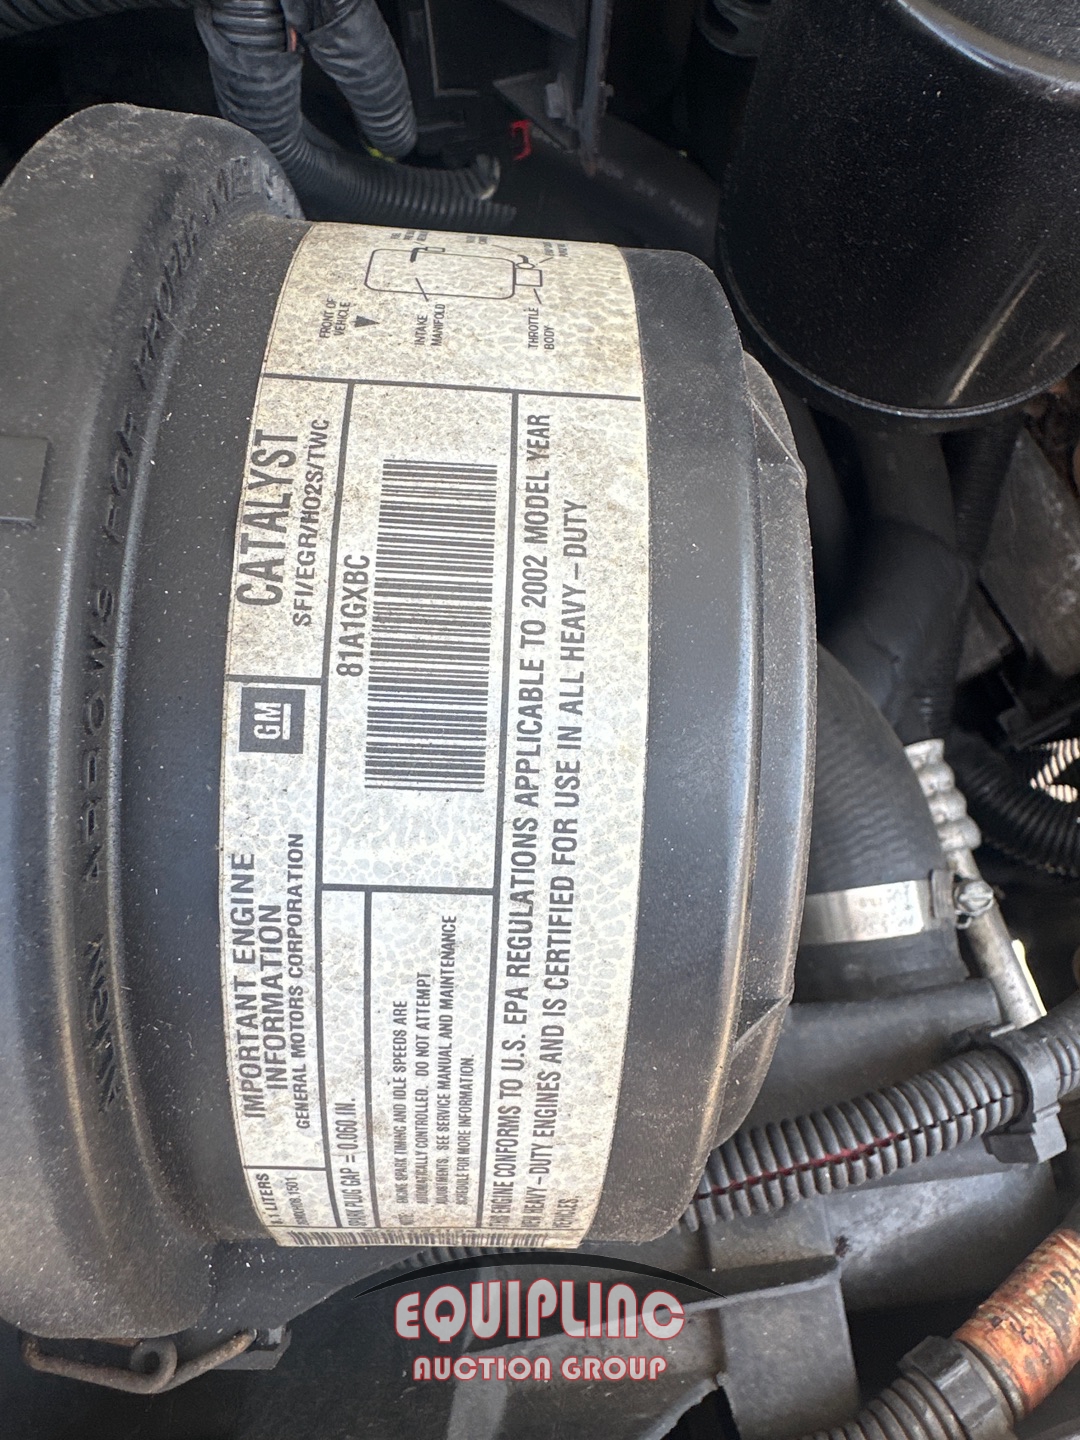 FRONT OF
VEHICLE
INTAKE
MANIFOLD
THROTTLE
BODY
CATALYST
SFI/EGR/HO2S/TWC
GM
IMPORTANT ENGINE
INFORMATION
GENERAL MOTORS CORPORATION
8.1 LITERS
81A1GXBC
SPARK PLUG GAP = 0.060 IN.
ENGINE SPARK TIMING AND IDLE SPEEDS ARE
AUTOMATICALLY CONTROLLED. DO NOT ATTEMPT
ADJUSTMENTS. SEE SERVICE MANUAL AND MAINTENANCE
SCHEDULE FOR MORE INFORMATION.
THIS ENGINE CONFORMS TO U.S. EPA REGULATIONS APPLICABLE TO 2002 MODEL YEAR
NEW HEAVY-DUTY ENGINES AND IS CERTIFIED FOR USE IN ALL HEAVY-DUTY
VEHICLES.
EQUIPLINC
AUCTION GROUP